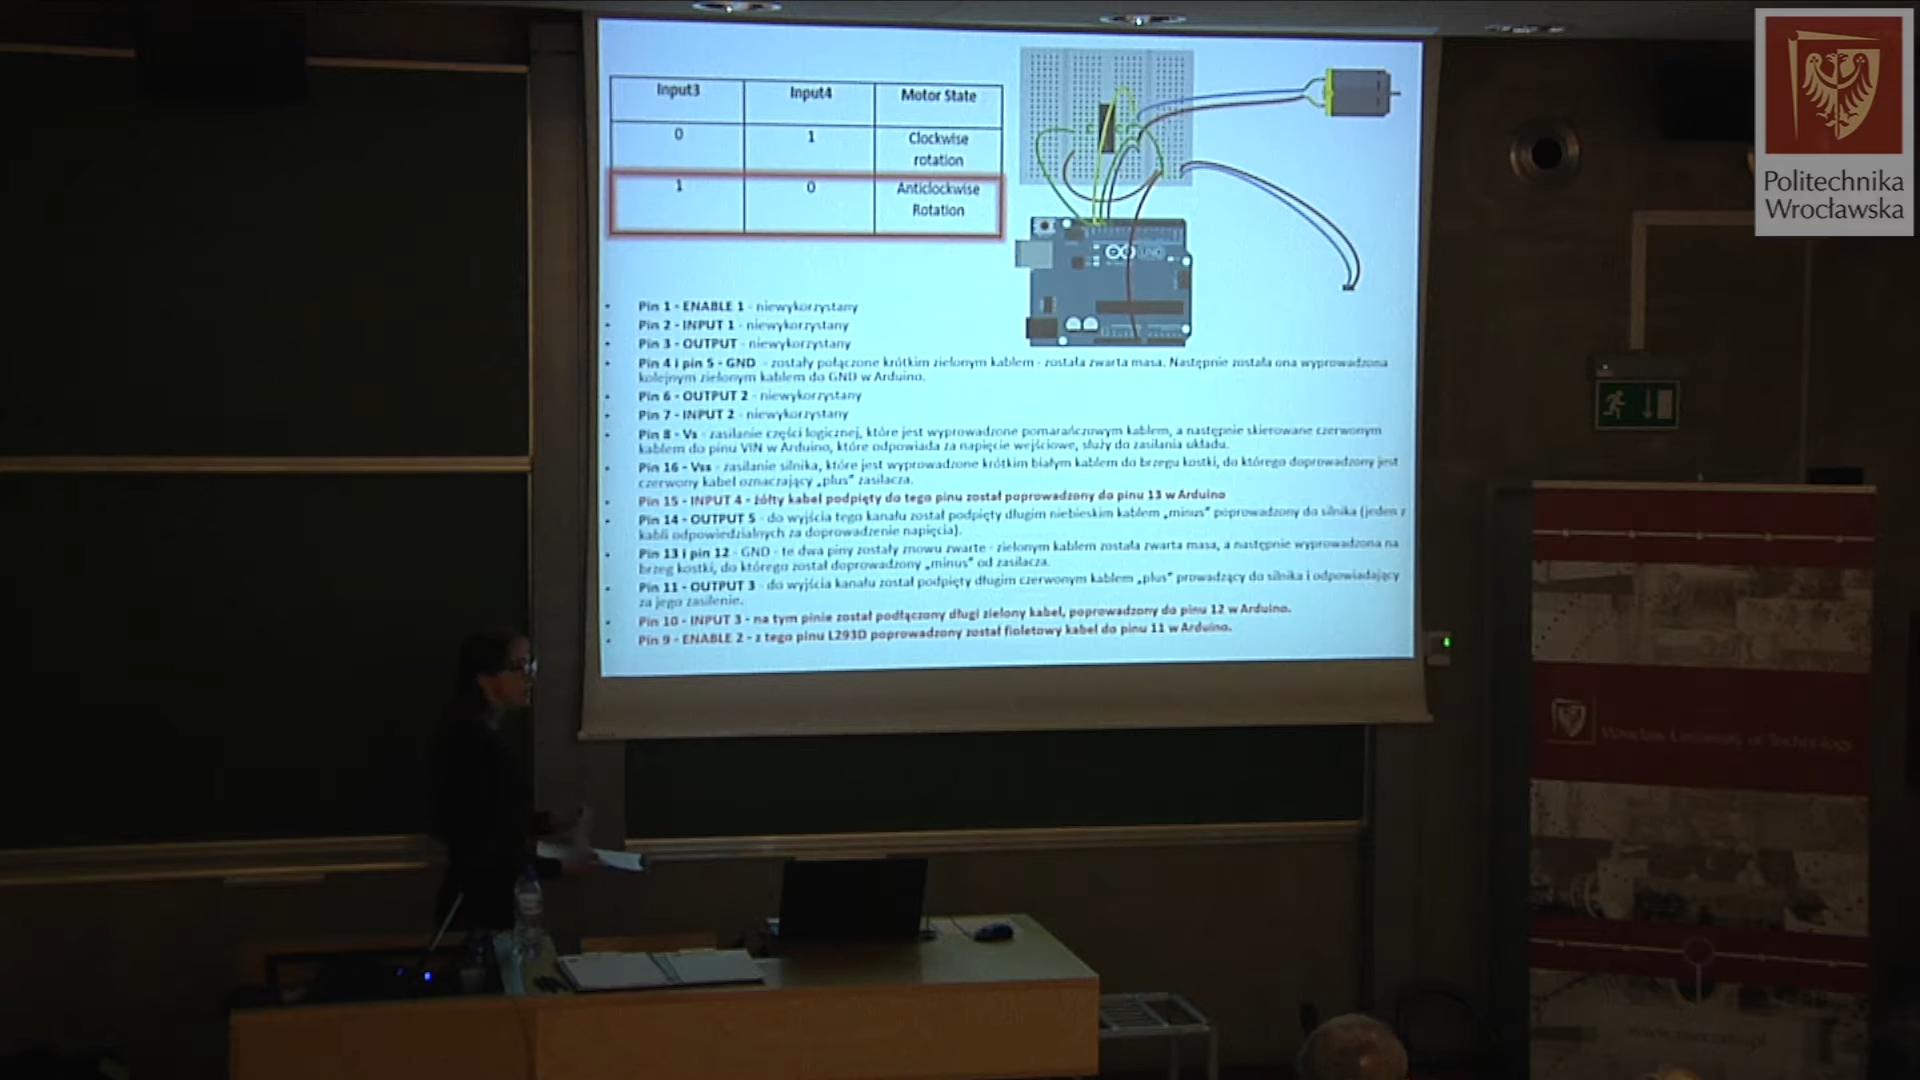 Input3 Input4 Motor State
0 1 Clockwise
rotation
1 0 Anticlockwise
Rotation
UNO
Pin 1 - ENABLE 1 - niewykorzystany
Pin 2 - INPUT 1 - niewykorzystany
Pin 3 - OUTPUT - niewykorzystany
Pin 4 i pin 5 - GND - zostały połączone krótkim zielonym kablem - została zwarta masa. Następnie została ona wyprowadzona
kolejnym zielonym kablem do GND w Arduino.
Pin 6 - OUTPUT 2 - niewykorzystany
Pin 7 - INPUT 2 - niewykorzystany
Pin 8 - Vs - zasilanie części logicznej, które jest wyprowadzone pomarańczowym kablem, a następnie skierowane czerwonym
kablem do pinu VIN w Arduino, które odpowiada za napięcie wejściowe, służy do zasilania układu.
Pin 16 - Vss - zasilanie silnika, które jest wyprowadzone krótkim białym kablem do brzegu kostki, do którego doprowadzony jest
czerwony kabel oznaczający „plus" zasilacza.
Pin 15 - INPUT 4 - żółty kabel podpięty do tego pinu został poprowadzony do pinu 13 w Arduino
Pin 14 - OUTPUT 5 - do wyjścia tego kanału został podpięty długim niebieskim kablem „minus" poprowadzony do silnika (jeden z
kabli odpowiedzialnych za doprowadzenie napięcia).
Pin 13 i pin 12 - GND - te dwa piny zostały znowu zwarte - zielonym kablem została zwarta masa, a następnie wyprowadzona na
brzeg kostki, do którego został doprowadzony „minus" od zasilacza.
Pin 11 - OUTPUT 3 - do wyjścia kanału został podpięty długim czerwonym kablem „plus" prowadzący do silnika i odpowiadający
za jego zasilenie.
Pin 10 - INPUT 3 - na tym pinie został podłączony długi zielony kabel, poprowadzony do pinu 12 w Arduino.
Pin 9 - ENABLE 2 - z tego pinu L293D poprowadzony został fioletowy kabel do pinu 11 w Arduino.
Politechnika
Wrocławska
Wrocław University of Technology